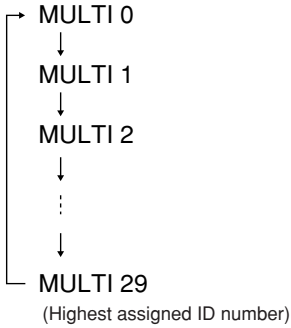 MULTI 0
MULTI 1
MULTI 2
MULTI 29
(Highest assigned ID number)